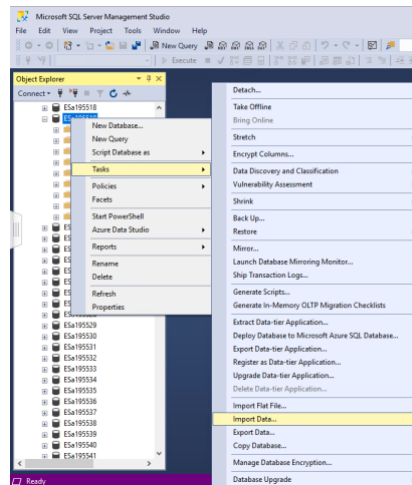 Microsoft SQL Server Management Studio
File Edit View Project Tools Window Help
New Query
Execute
Object Explorer
Connect
ESa195518
New Database...
New Query
Script Database as
Tasks
Policies
Facets
Start PowerShell
Azure Data Studio
Reports
Rename
Delete
Refresh
Properties
Detach...
Take Offline
Bring Online
Stretch
Encrypt Columns...
Data Discovery and Classification
Vulnerability Assessment
Shrink
Back Up...
Restore
Mirror...
Launch Database Mirroring Monitor...
Ship Transaction Logs...
Generate Scripts...
Generate In-Memory OLTP Migration Checklists
Extract Data-tier Application...
Deploy Database to Microsoft Azure SQL Database...
Export Data-tier Application...
Register as Data-tier Application...
Upgrade Data-tier Application...
Delete Data-tier Application...
Import Flat File...
Import Data...
Export Data...
Copy Database...
Manage Database Encryption...
Database Upgrade
ESa195529
ESa195530
ESa195531
ESa195532
ESa195533
ESa195534
ESa195535
ESa195536
ESa195537
ESa195538
ESa195539
ESa195540
ESa195541
Ready